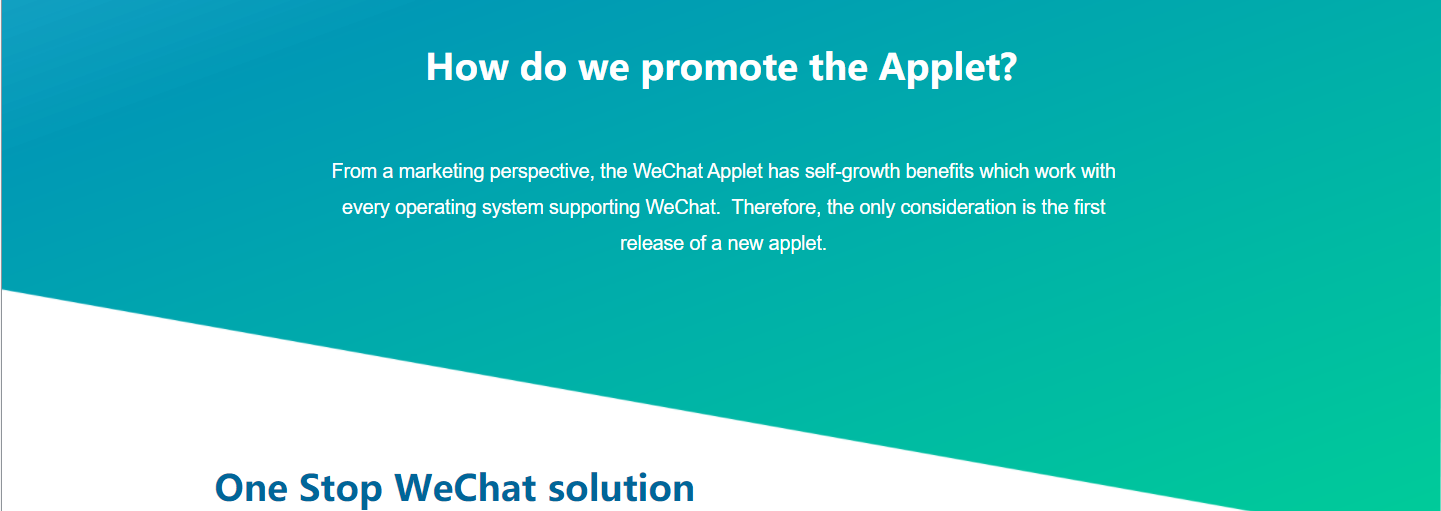 How do we promote the Applet?
From a marketing perspective, the WeChat Applet has self-growth benefits which work with
every operating system supporting WeChat.  Therefore, the only consideration is the first
release of a new applet.
One Stop WeChat solution